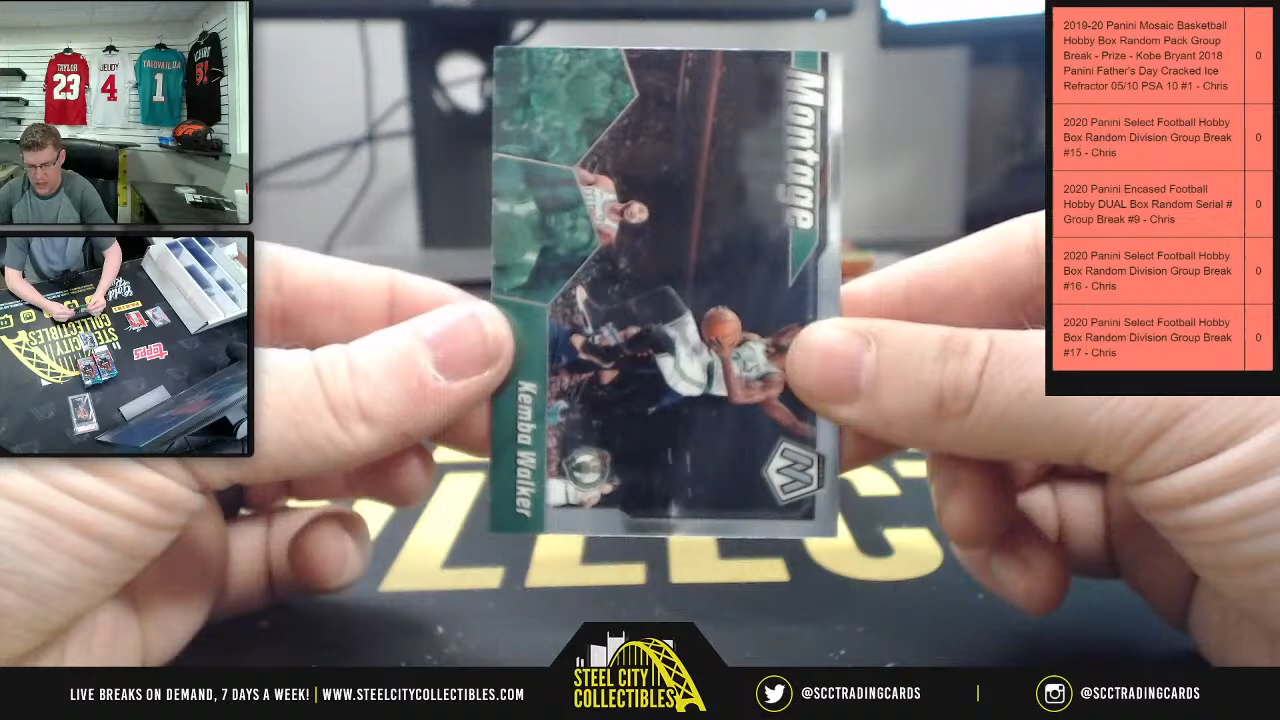 TAYLOR
23
JEUDY
4
TAGOVAILOA
1
COLLECTIBLES
topps
Montage
Kemba Walker
LLEC
2019-20 Panini Mosaic Basketball
Hobby Box Random Pack Group
Break - Prize - Kobe Bryant 2018
Panini Father's Day Cracked Ice
Refractor 05/10 PSA 10 #1 - Chris
0
2020 Panini Select Football Hobby
Box Random Division Group Break
#15 - Chris
0
2020 Panini Encased Football
Hobby DUAL Box Random Serial #
Group Break #9 - Chris
0
2020 Panini Select Football Hobby
Box Random Division Group Break
#16 - Chris
0
2020 Panini Select Football Hobby
Box Random Division Group Break
#17 - Chris
0
LIVE BREAKS ON DEMAND, 7 DAYS A WEEK! | WWW.STEELCITYCOLLECTIBLES.COM
STEEL CITY
COLLECTIBLES
@SCCTRADINGCARDS
@SCCTRADINGCARDS